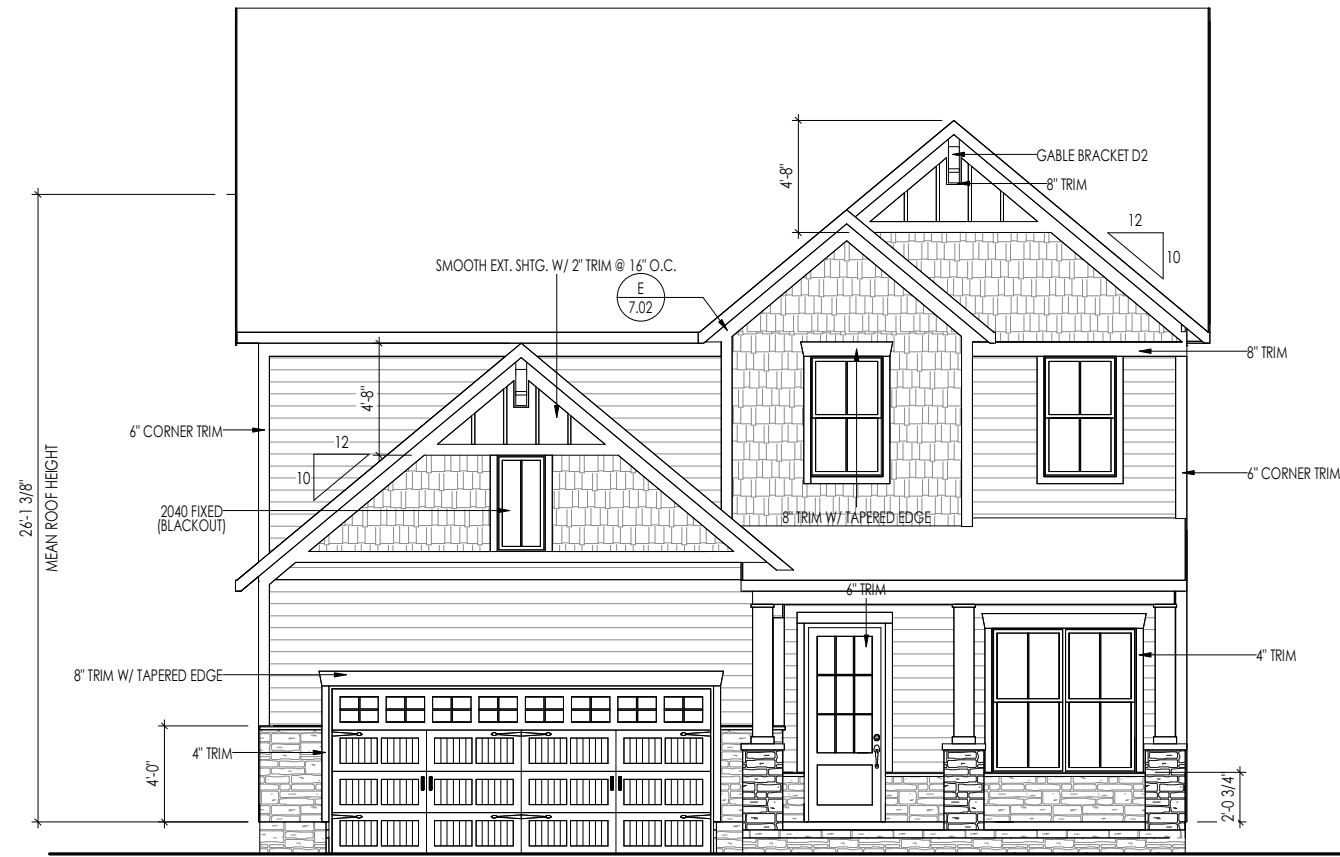 GABLE BRACKET D2
4'-8"
8" TRIM
12
10
SMOOTH EXT. SHTG. W/ 2" TRIM @ 16" O.C.
E
7.02
8" TRIM
4'-8"
6" CORNER TRIM
12
10
6" CORNER TRIM
26'-1 3/8"
MEAN ROOF HEIGHT
2040 FIXED
(BLACKOUT)
8" TRIM W/ TAPERED EDGE
6" TRIM
4" TRIM
8" TRIM W/ TAPERED EDGE
4" TRIM
4'-0"
2'-0 3/4"